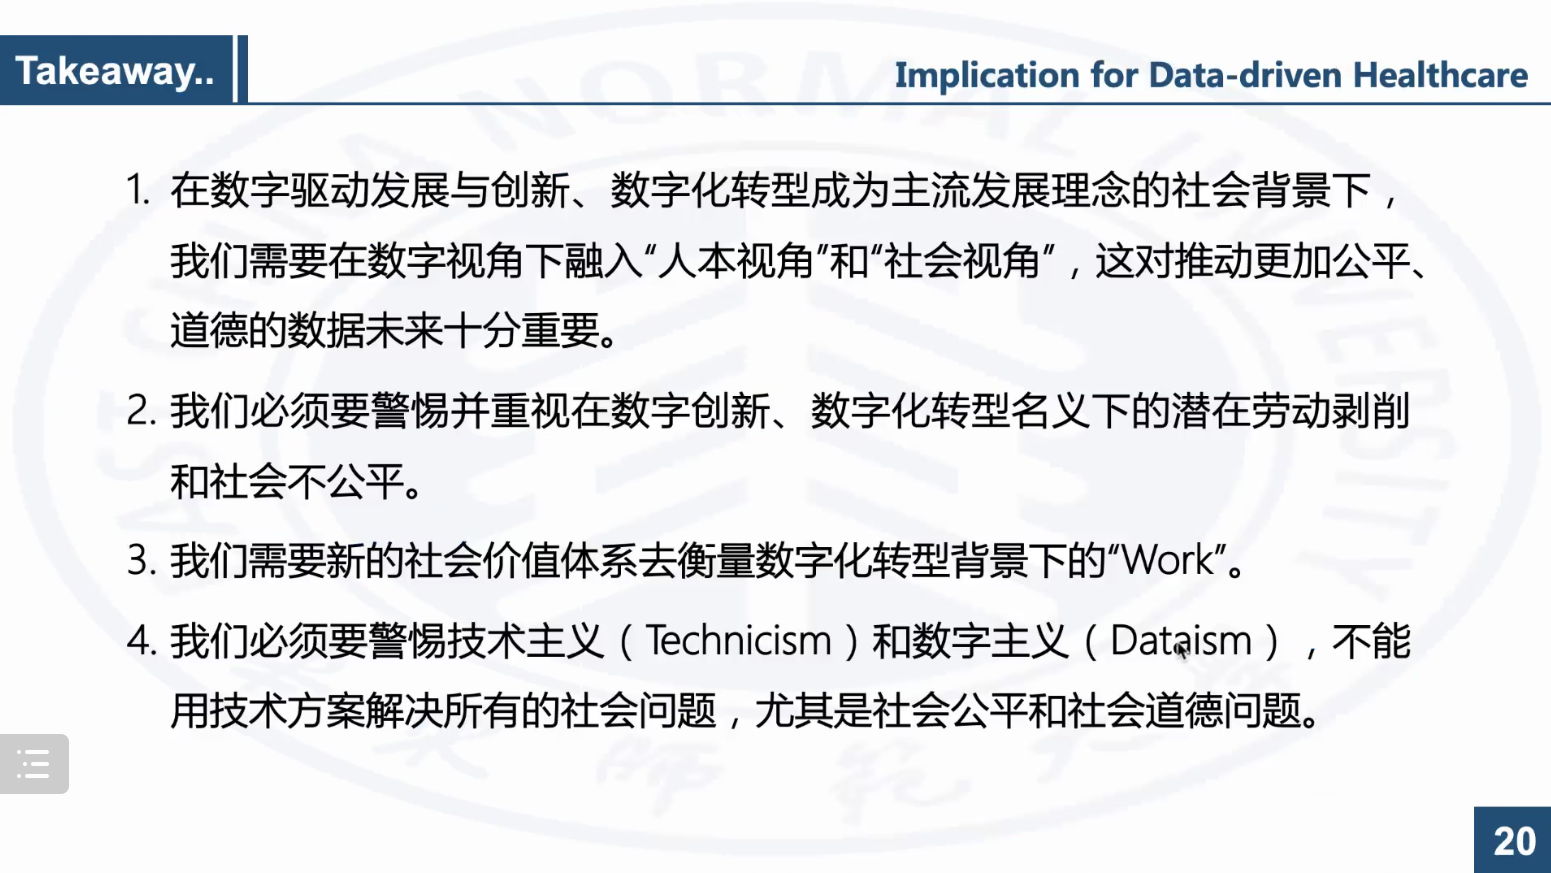 Takeaway..
Implication for Data-driven Healthcare
1. 在数字驱动发展与创新、数字化转型成为主流发展理念的社会背景下，
我们需要在数字视角下融入“人本视角”和“社会视角”，这对推动更加公平、
道德的数据未来十分重要。
2. 我们必须要警惕并重视在数字创新、数字化转型名义下的潜在劳动剥削
和社会不公平。
3. 我们需要新的社会价值体系去衡量数字化转型背景下的“Work”。
4. 我们必须要警惕技术主义（Technicism）和数字主义（Dataism），不能
用技术方案解决所有的社会问题，尤其是社会公平和社会道德问题。
EAST CHINA NORMAL UNIVERSITY
20